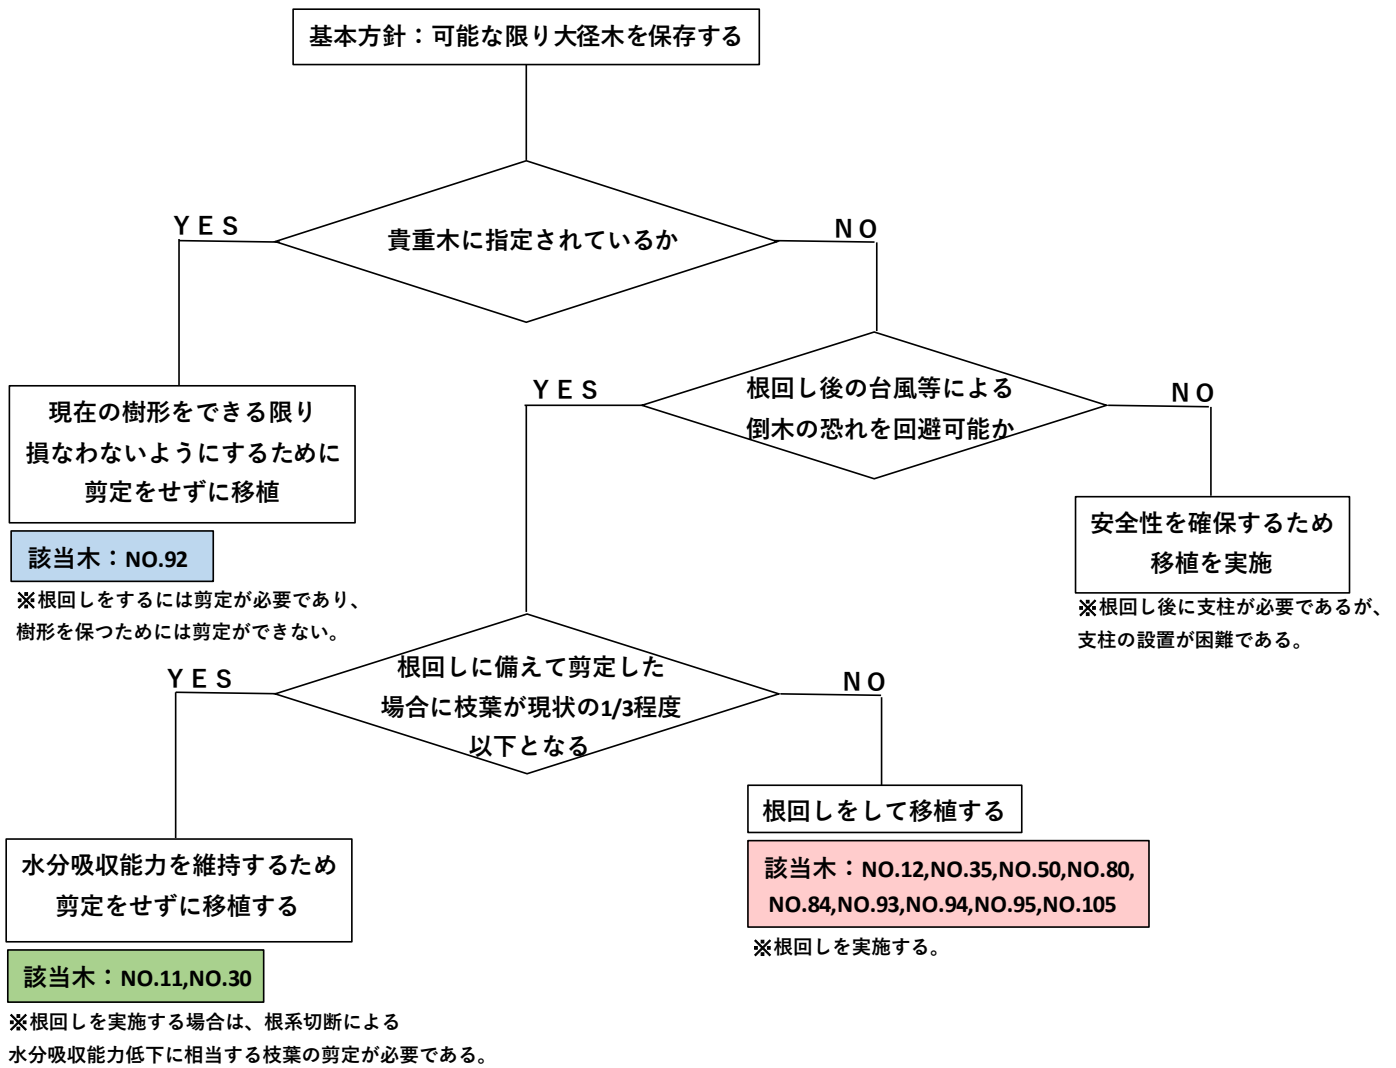 基本方針：可能な限り大径木を保存する
貴重木に指定されているか
ＹＥＳ
ＮＯ
現在の樹形をできる限り
損なわないようにするために
剪定をせずに移植
該当木：NO.92
※根回しをするには剪定が必要であり、
樹形を保つためには剪定ができない。
根回し後の台風等による
倒木の恐れを回避可能か
ＹＥＳ
ＮＯ
安全性を確保するため
移植を実施
※根回し後に支柱が必要であるが、
支柱の設置が困難である。
根回しに備えて剪定した
場合に枝葉が現状の1/3程度
以下となる
ＹＥＳ
ＮＯ
水分吸収能力を維持するため
剪定をせずに移植する
該当木：NO.11,NO.30
※根回しを実施する場合は、根系切断による
水分吸収能力低下に相当する枝葉の剪定が必要である。
根回しをして移植する
該当木：NO.12,NO.35,NO.50,NO.80,
NO.84,NO.93,NO.94,NO.95,NO.105
※根回しを実施する。